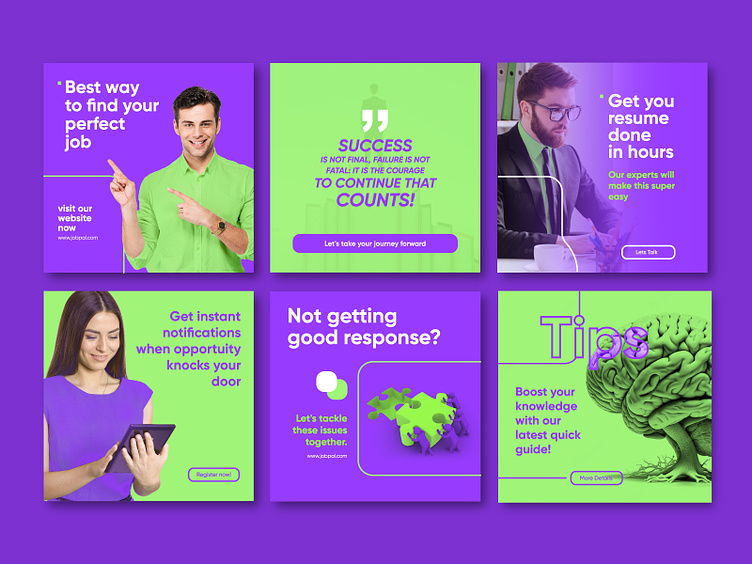 Best way
to find your
perfect
job
visit our
website
now
www.jobpol.com
SUCCESS
IS NOT FINAL, FAILURE IS NOT
FATAL: IT IS THE COURAGE
TO CONTINUE THAT
COUNTS!
Let's take your journey forward
Get you
resume
done
in hours
Our experts will
make this super
easy
Lets Talk
Get instant
notifications
when opportuity
knocks your
door
Register now!
Not getting
good response?
Let's tackle
these issues
together.
www.jobpol.com
Tips
Boost your
knowledge
with our
latest quick
guide!
More Details